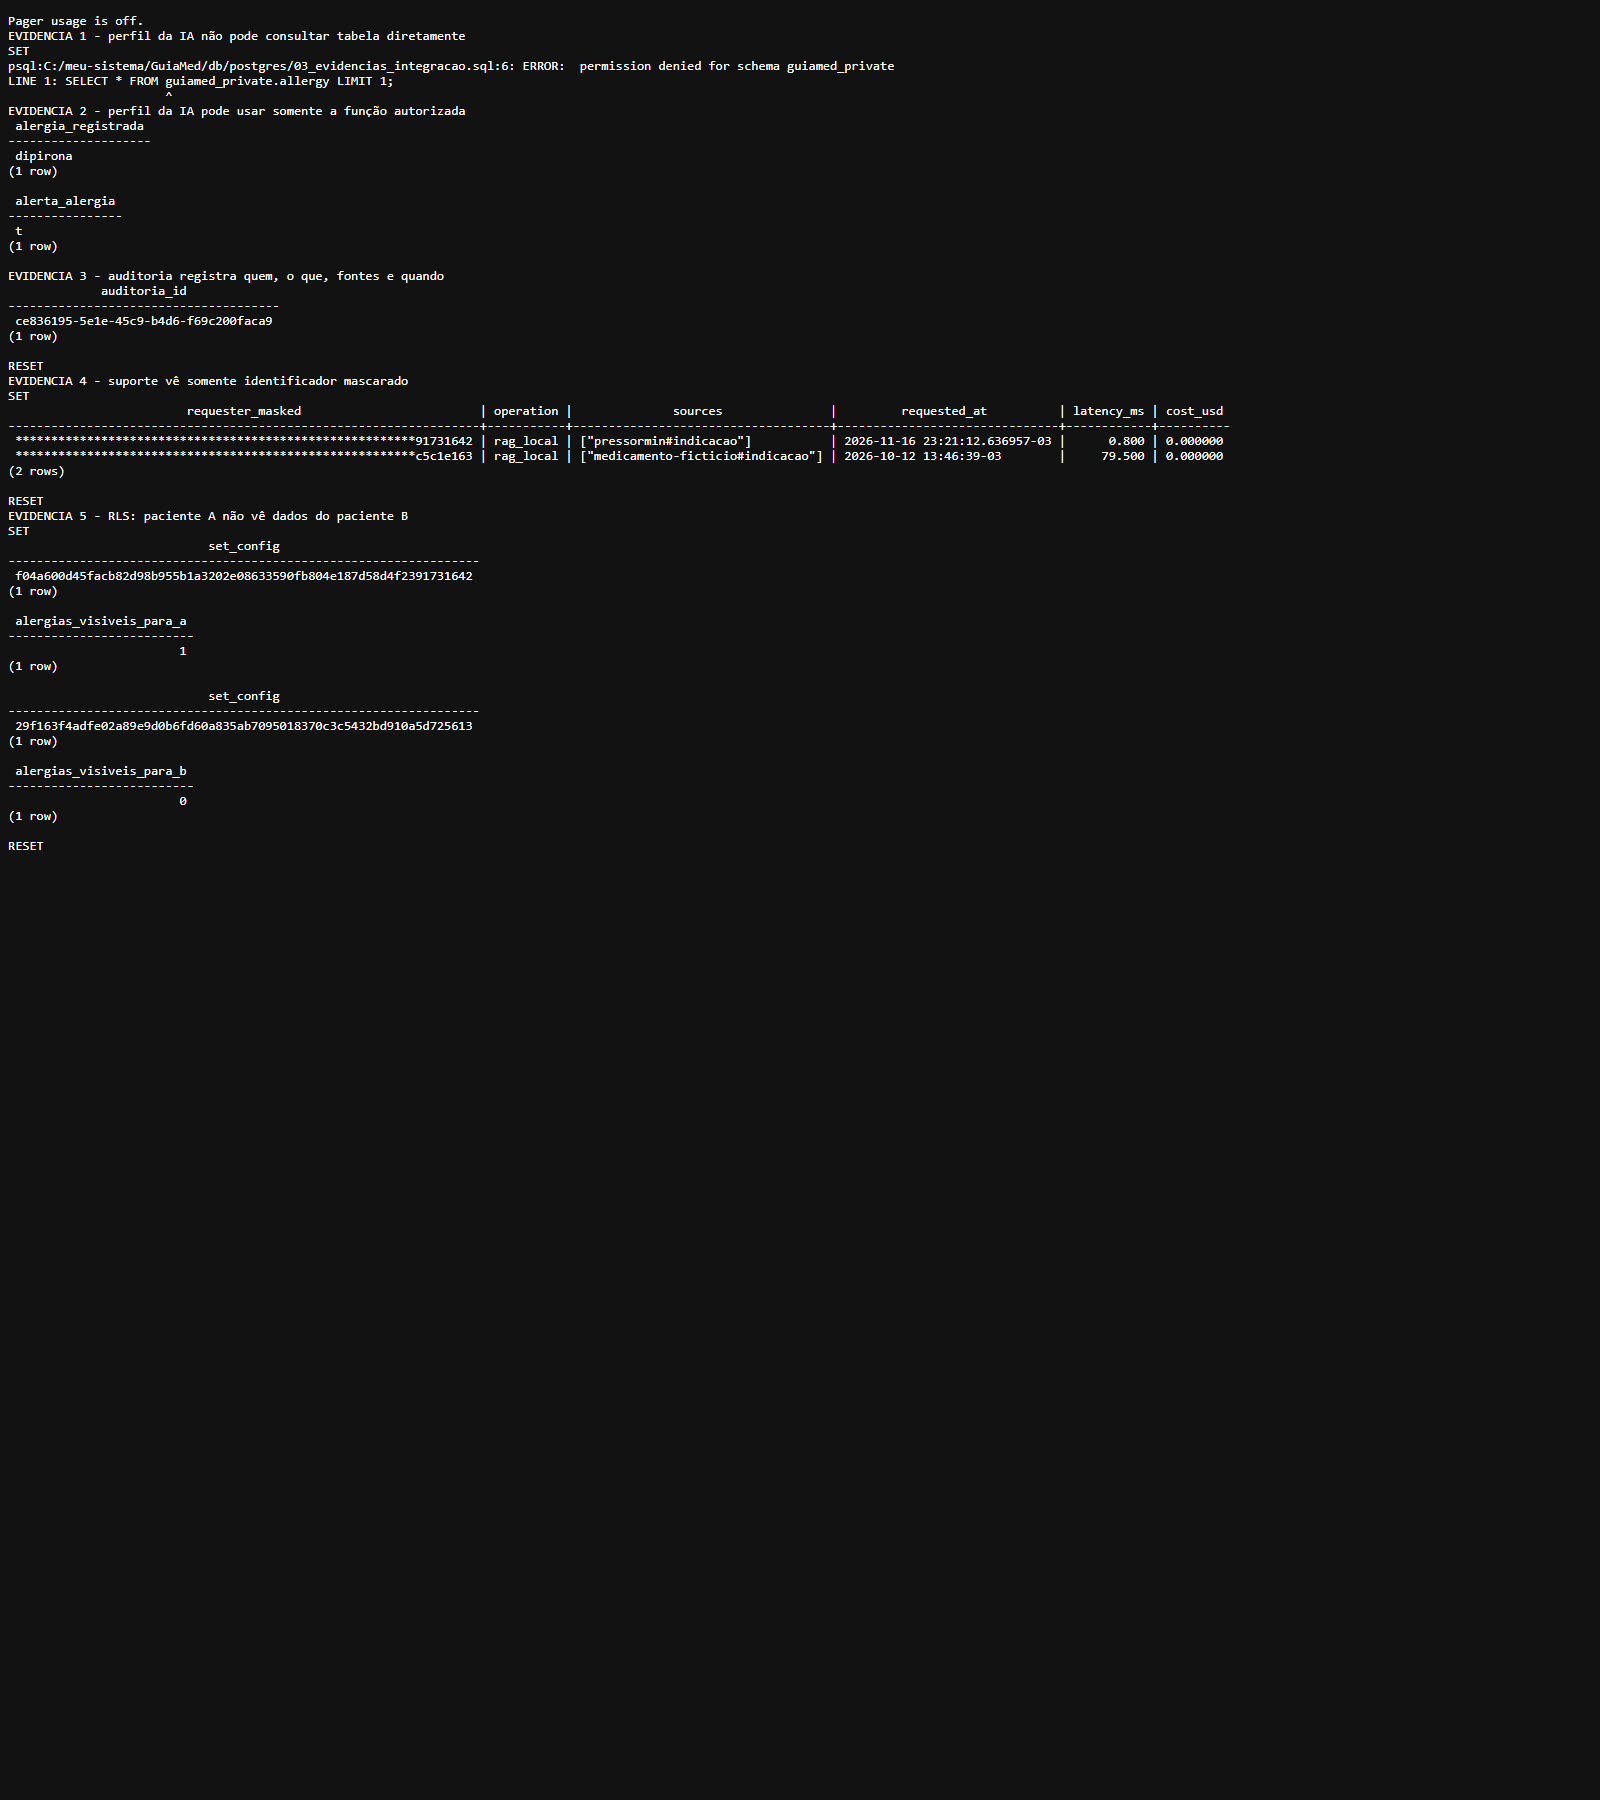 Pager usage is off.
EVIDENCIA 1 - perfil da IA não pode consultar tabela diretamente
SET
psql:C:/meu-sistema/GuiaMed/db/postgres/03_evidencias_integracao.sql:6: ERROR:  permission denied for schema guiamed_private
LINE 1: SELECT * FROM guiamed_private.allergy LIMIT 1;
                      ^
EVIDENCIA 2 - perfil da IA pode usar somente a função autorizada
 alergia_registrada
--------------------
 dipirona
(1 row)

 alerta_alergia
----------------
 t
(1 row)

EVIDENCIA 3 - auditoria registra quem, o que, fontes e quando
             auditoria_id
--------------------------------------
 ce836195-5e1e-45c9-b4d6-f69c200faca9
(1 row)

RESET
EVIDENCIA 4 - suporte vê somente identificador mascarado
SET
                         requester_masked                         | operation |              sources               |         requested_at          | latency_ms | cost_usd
------------------------------------------------------------------+-----------+------------------------------------+-------------------------------+------------+----------
 ********************************************************91731642 | rag_local | ["pressormin#indicacao"]           | 2026-11-16 23:21:12.636957-03 |      0.800 | 0.000000
 ********************************************************c5c1e163 | rag_local | ["medicamento-ficticio#indicacao"] | 2026-10-12 13:46:39-03        |     79.500 | 0.000000
(2 rows)

RESET
EVIDENCIA 5 - RLS: paciente A não vê dados do paciente B
SET
                            set_config
------------------------------------------------------------------
 f04a600d45facb82d98b955b1a3202e08633590fb804e187d58d4f2391731642
(1 row)

 alergias_visiveis_para_a
--------------------------
                        1
(1 row)

                            set_config
------------------------------------------------------------------
 29f163f4adfe02a89e9d0b6fd60a835ab7095018370c3c5432bd910a5d725613
(1 row)

 alergias_visiveis_para_b
--------------------------
                        0
(1 row)

RESET